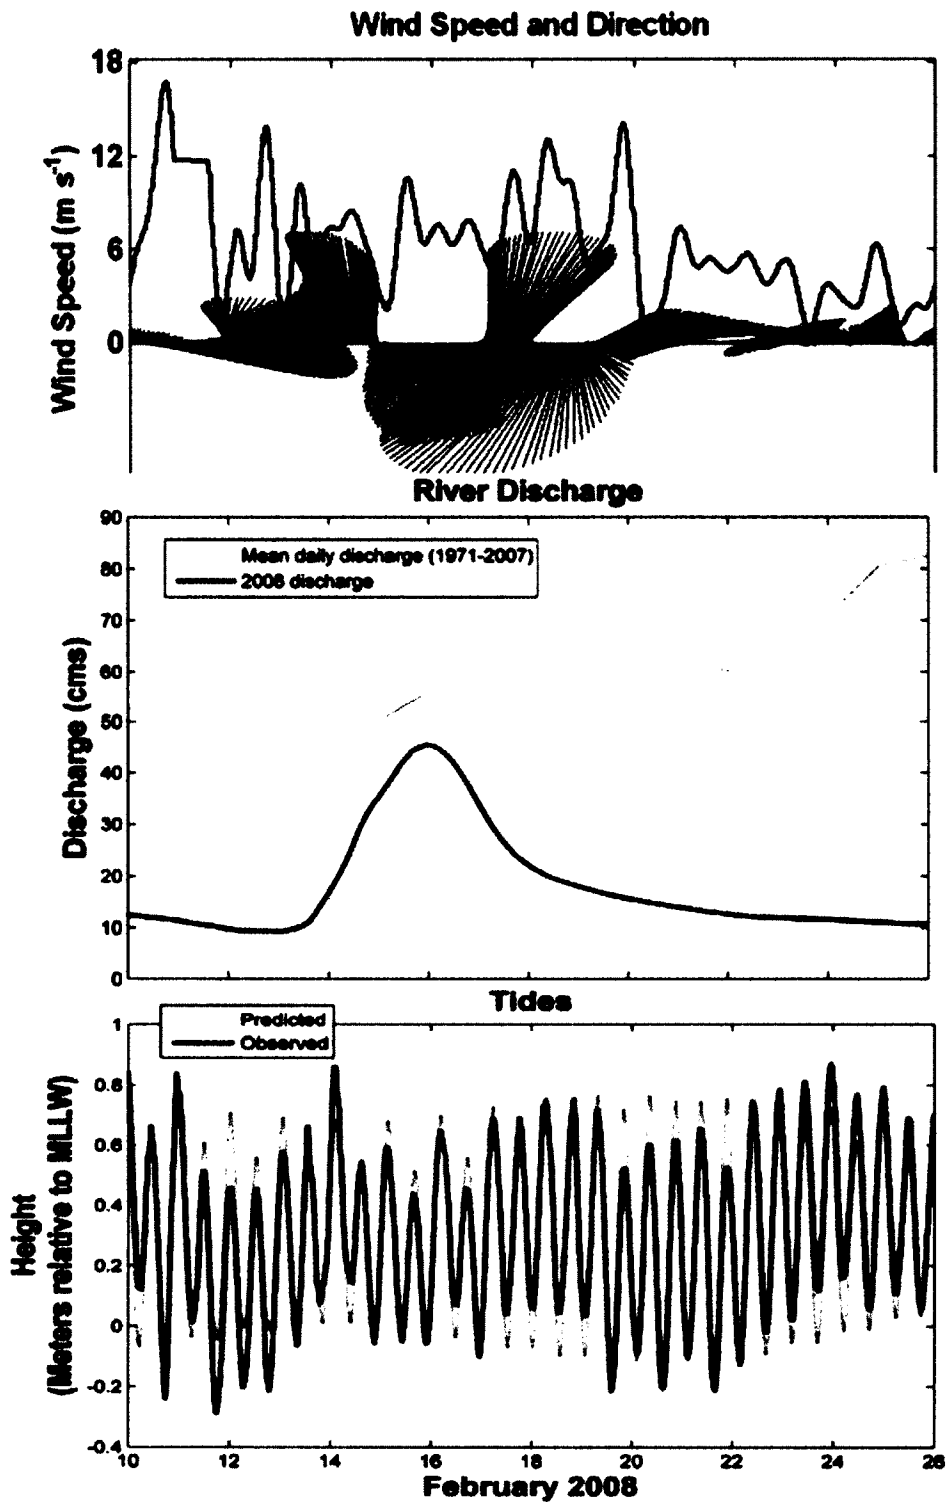 Wind Speed and Direction
18
12
6
0
Wind Speed (m s-1)
River Discharge
90
80
70
60
50
40
30
20
10
0
Discharge (cms)
Mean daily discharge (1971-2007)
2008 discharge
Tides
Predicted
Observed
1
0.8
0.6
0.4
0.2
0
-0.2
-0.4
Height
(Meters relative to MLLW)
10 12 14 16 18 20 22 24 26
February 2008